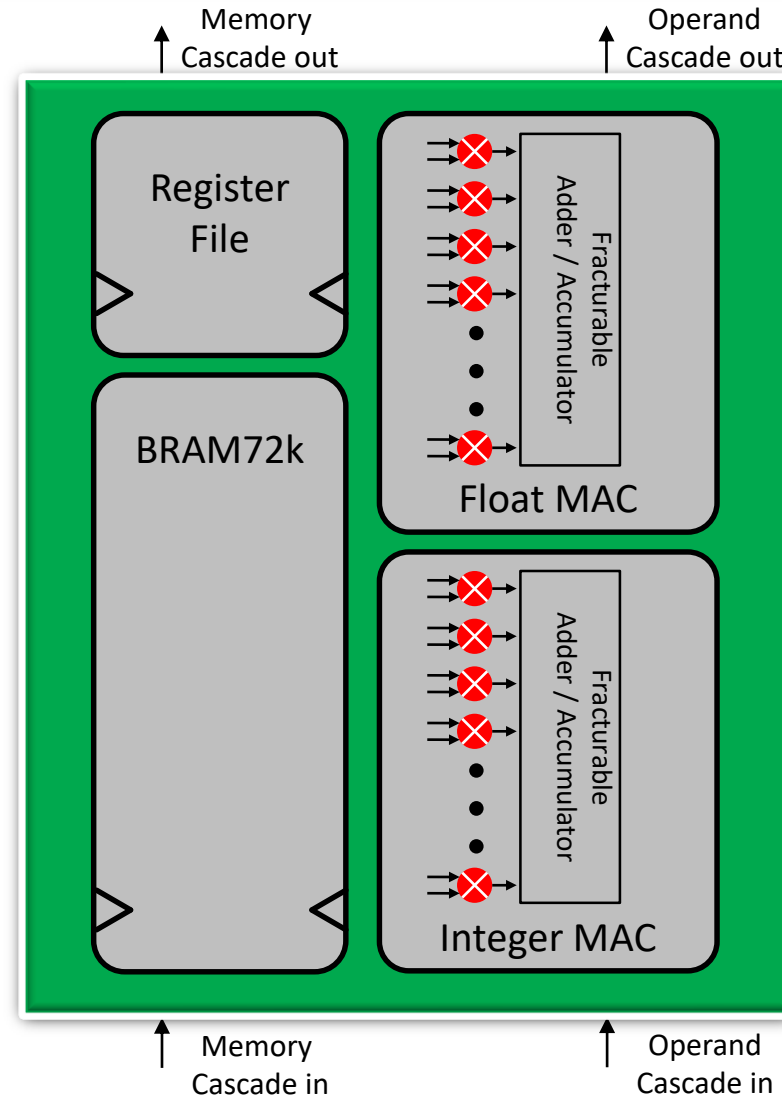 Memory
Cascade out
Operand
Cascade out
Register
File
Fracturable
Adder / Accumulator
Float MAC
BRAM72k
Fracturable
Adder / Accumulator
Integer MAC
Memory
Cascade in
Operand
Cascade in